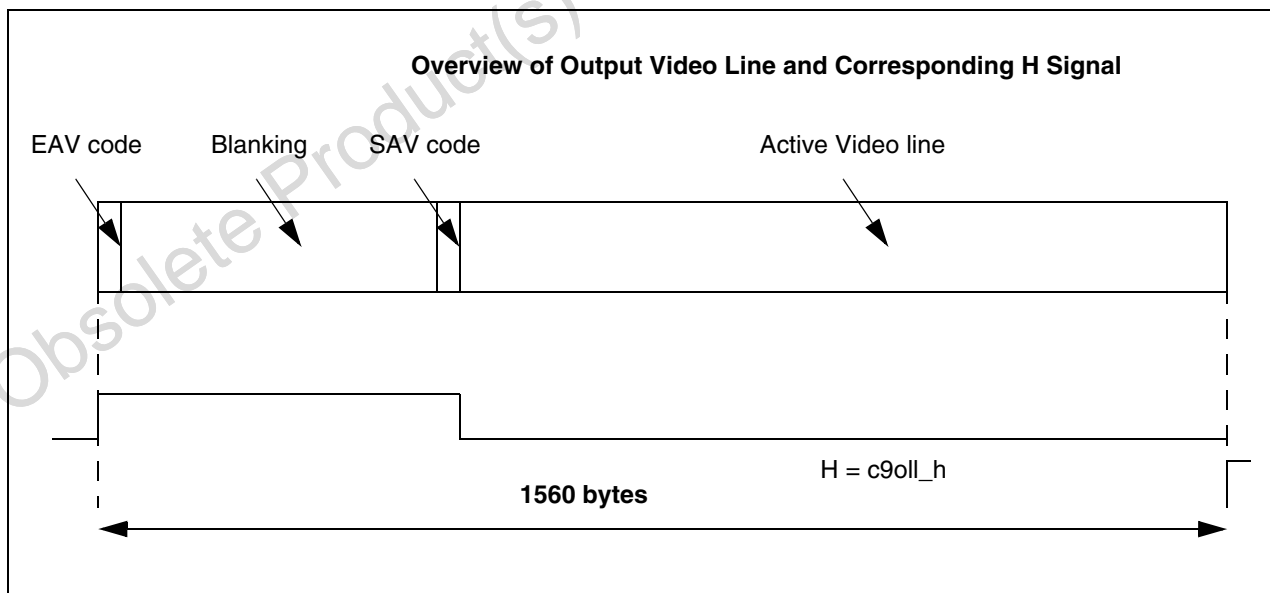 Overview of Output Video Line and Corresponding H Signal
EAV code
Blanking
SAV code
Active Video line
H = c9oll_h
1560 bytes
Obsolete Product(s)